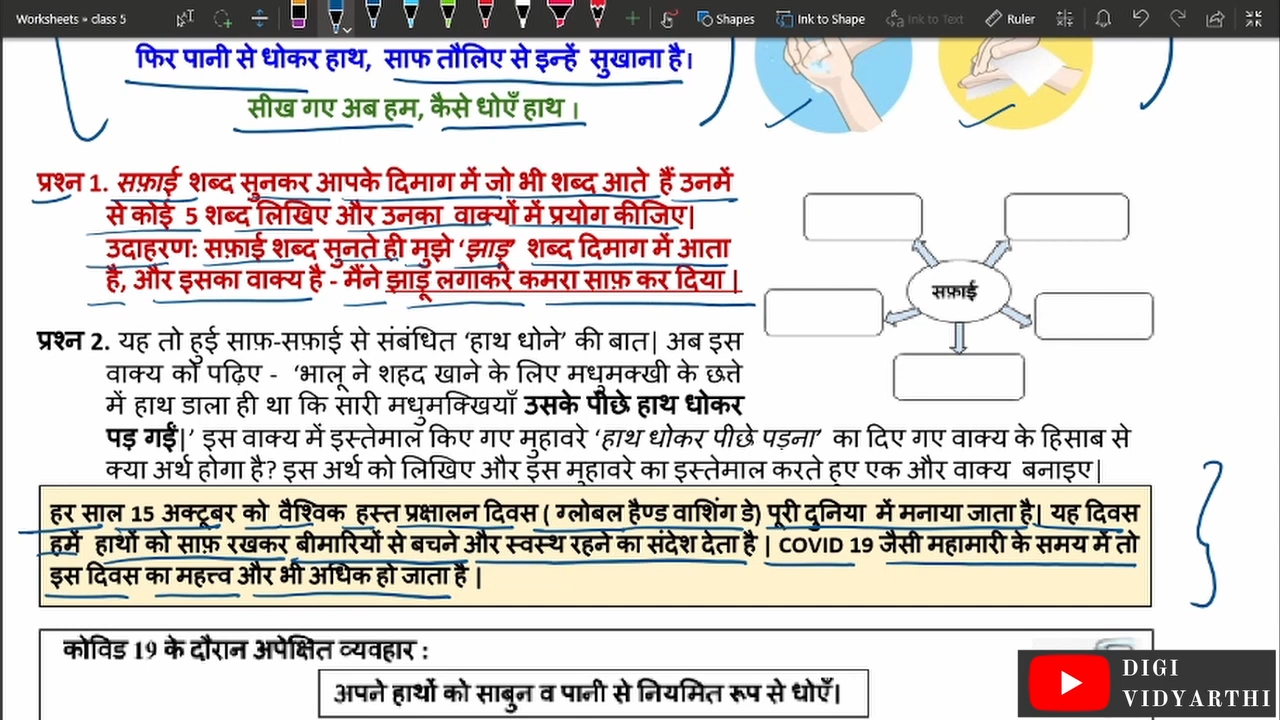 Worksheets » class 5
Shapes
Ink to Shape
Ink to Text
Ruler
फिर पानी से धोकर हाथ, साफ तौलिए से इन्हें सुखाना है।
सीख गए अब हम, कैसे धोएँ हाथ ।
प्रश्न 1. सफ़ाई शब्द सुनकर आपके दिमाग में जो भी शब्द आते हैं उनमें
से कोई 5 शब्द लिखिए और उनका वाक्यों में प्रयोग कीजिए|
उदाहरण: सफ़ाई शब्द सुनते ही मुझे ‘झाड़ू’ शब्द दिमाग में आता
है, और इसका वाक्य है - मैंने झाड़ू लगाकर कमरा साफ़ कर दिया |
सफ़ाई
प्रश्न 2. यह तो हुई साफ़-सफ़ाई से संबंधित ‘हाथ धोने’ की बात| अब इस
वाक्य को पढ़िए - ‘भालू ने शहद खाने के लिए मधुमक्खी के छत्ते
में हाथ डाला ही था कि सारी मधुमक्खियाँ उसके पीछे हाथ धोकर
पड़ गईं|’ इस वाक्य में इस्तेमाल किए गए मुहावरे ‘हाथ धोकर पीछे पड़ना’ का दिए गए वाक्य के हिसाब से
क्या अर्थ होगा है? इस अर्थ को लिखिए और इस मुहावरे का इस्तेमाल करते हुए एक और वाक्य बनाइए|
हर साल 15 अक्टूबर को वैश्विक हस्त प्रक्षालन दिवस ( ग्लोबल हैण्ड वाशिंग डे) पूरी दुनिया में मनाया जाता है| यह दिवस
हमें हाथों को साफ़ रखकर बीमारियों से बचने और स्वस्थ रहने का संदेश देता है | COVID 19 जैसी महामारी के समय में तो
इस दिवस का महत्त्व और भी अधिक हो जाता है |
कोविड 19 के दौरान अपेक्षित व्यवहार :
अपने हाथों को साबुन व पानी से नियमित रूप से धोएँ|
DIGI
VIDYARTHI